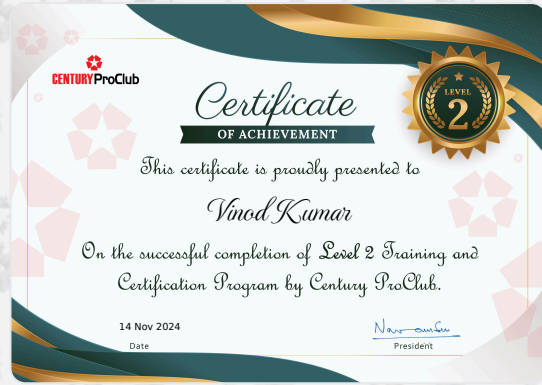 CENTURY ProClub
Certificate
OF ACHIEVEMENT
LEVEL
2
This certificate is proudly presented to
Vinod Kumar
On the successful completion of Level 2 Training and
Certification Program by Century ProClub.
14 Nov 2024
Date
President